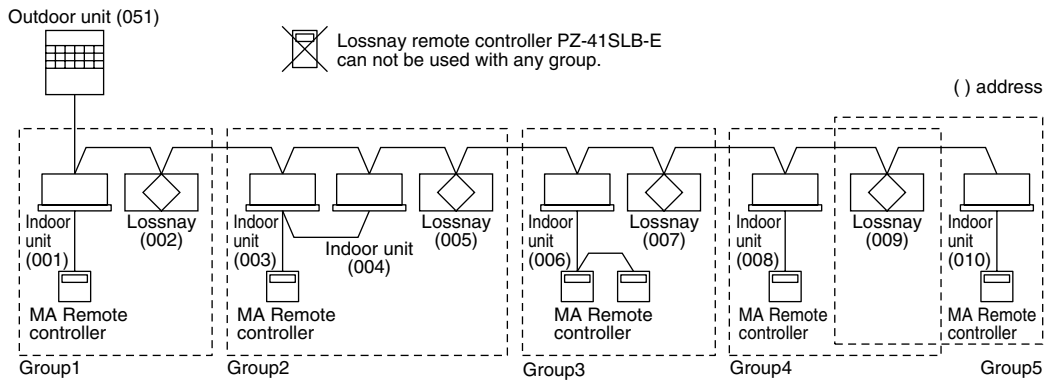 Outdoor unit (051)
Lossnay remote controller PZ-41SLB-E
can not be used with any group.
( ) address
Indoor
unit
(001)
Lossnay
(002)
MA Remote
controller
Group1
Indoor
unit
(003)
Indoor unit
(004)
Lossnay
(005)
MA Remote
controller
Group2
Indoor
unit
(006)
Lossnay
(007)
MA Remote
controller
Group3
Indoor
unit
(008)
Lossnay
(009)
MA Remote
controller
Group4
Indoor
unit
(010)
MA Remote
controller
Group5